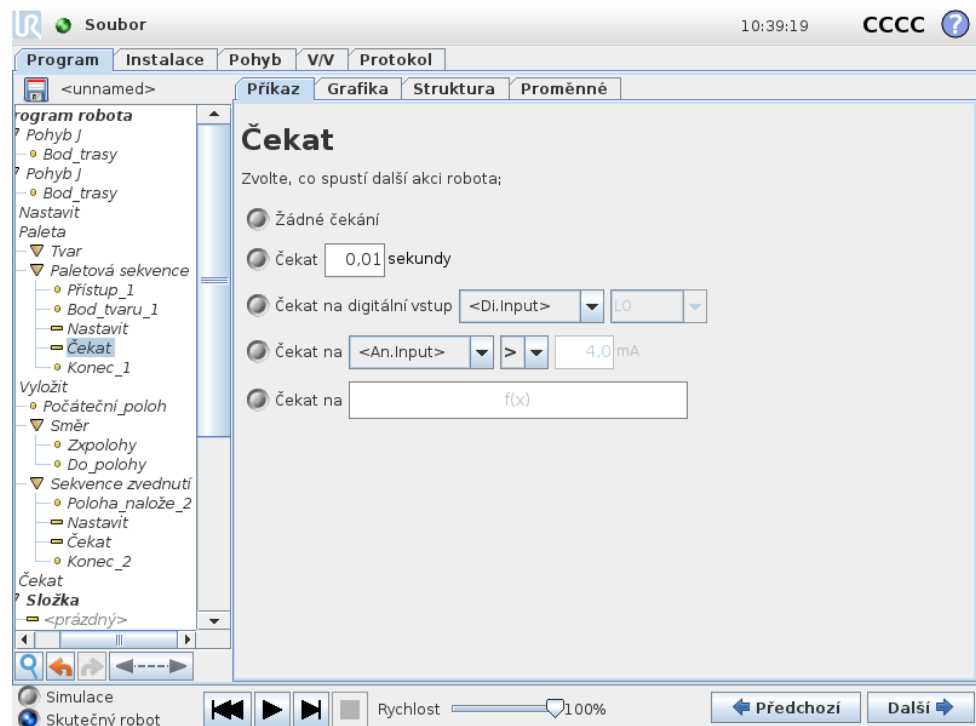 Soubor 10:39:19 CCCC ?
Program Instalace Pohyb V/V Protokol
<unnamed>
Příkaz Grafika Struktura Proměnné
rogram robota
Pohyb J
Bod_trasy
Pohyb J
Bod_trasy
Nastavit
Paleta
Tvar
Paletová sekvence
Přístup_1
Bod_tvaru_1
Nastavit
Čekat
Konec_1
Vyložit
Počáteční_poloh
Směr
Zxpolohy
Do_polohy
Sekvence zvednutí
Poloha_nalože_2
Nastavit
Čekat
Konec_2
Čekat
Složka
<prázdný>
Čekat
Zvolte, co spustí další akci robota;
Žádné čekání
Čekat 0,01 sekundy
Čekat na digitální vstup <Di.Input> LO
Čekat na <An.Input> > 4,0 mA
Čekat na f(x)
Simulace
Skutečný robot
Rychlost 100%
Předchozí Další